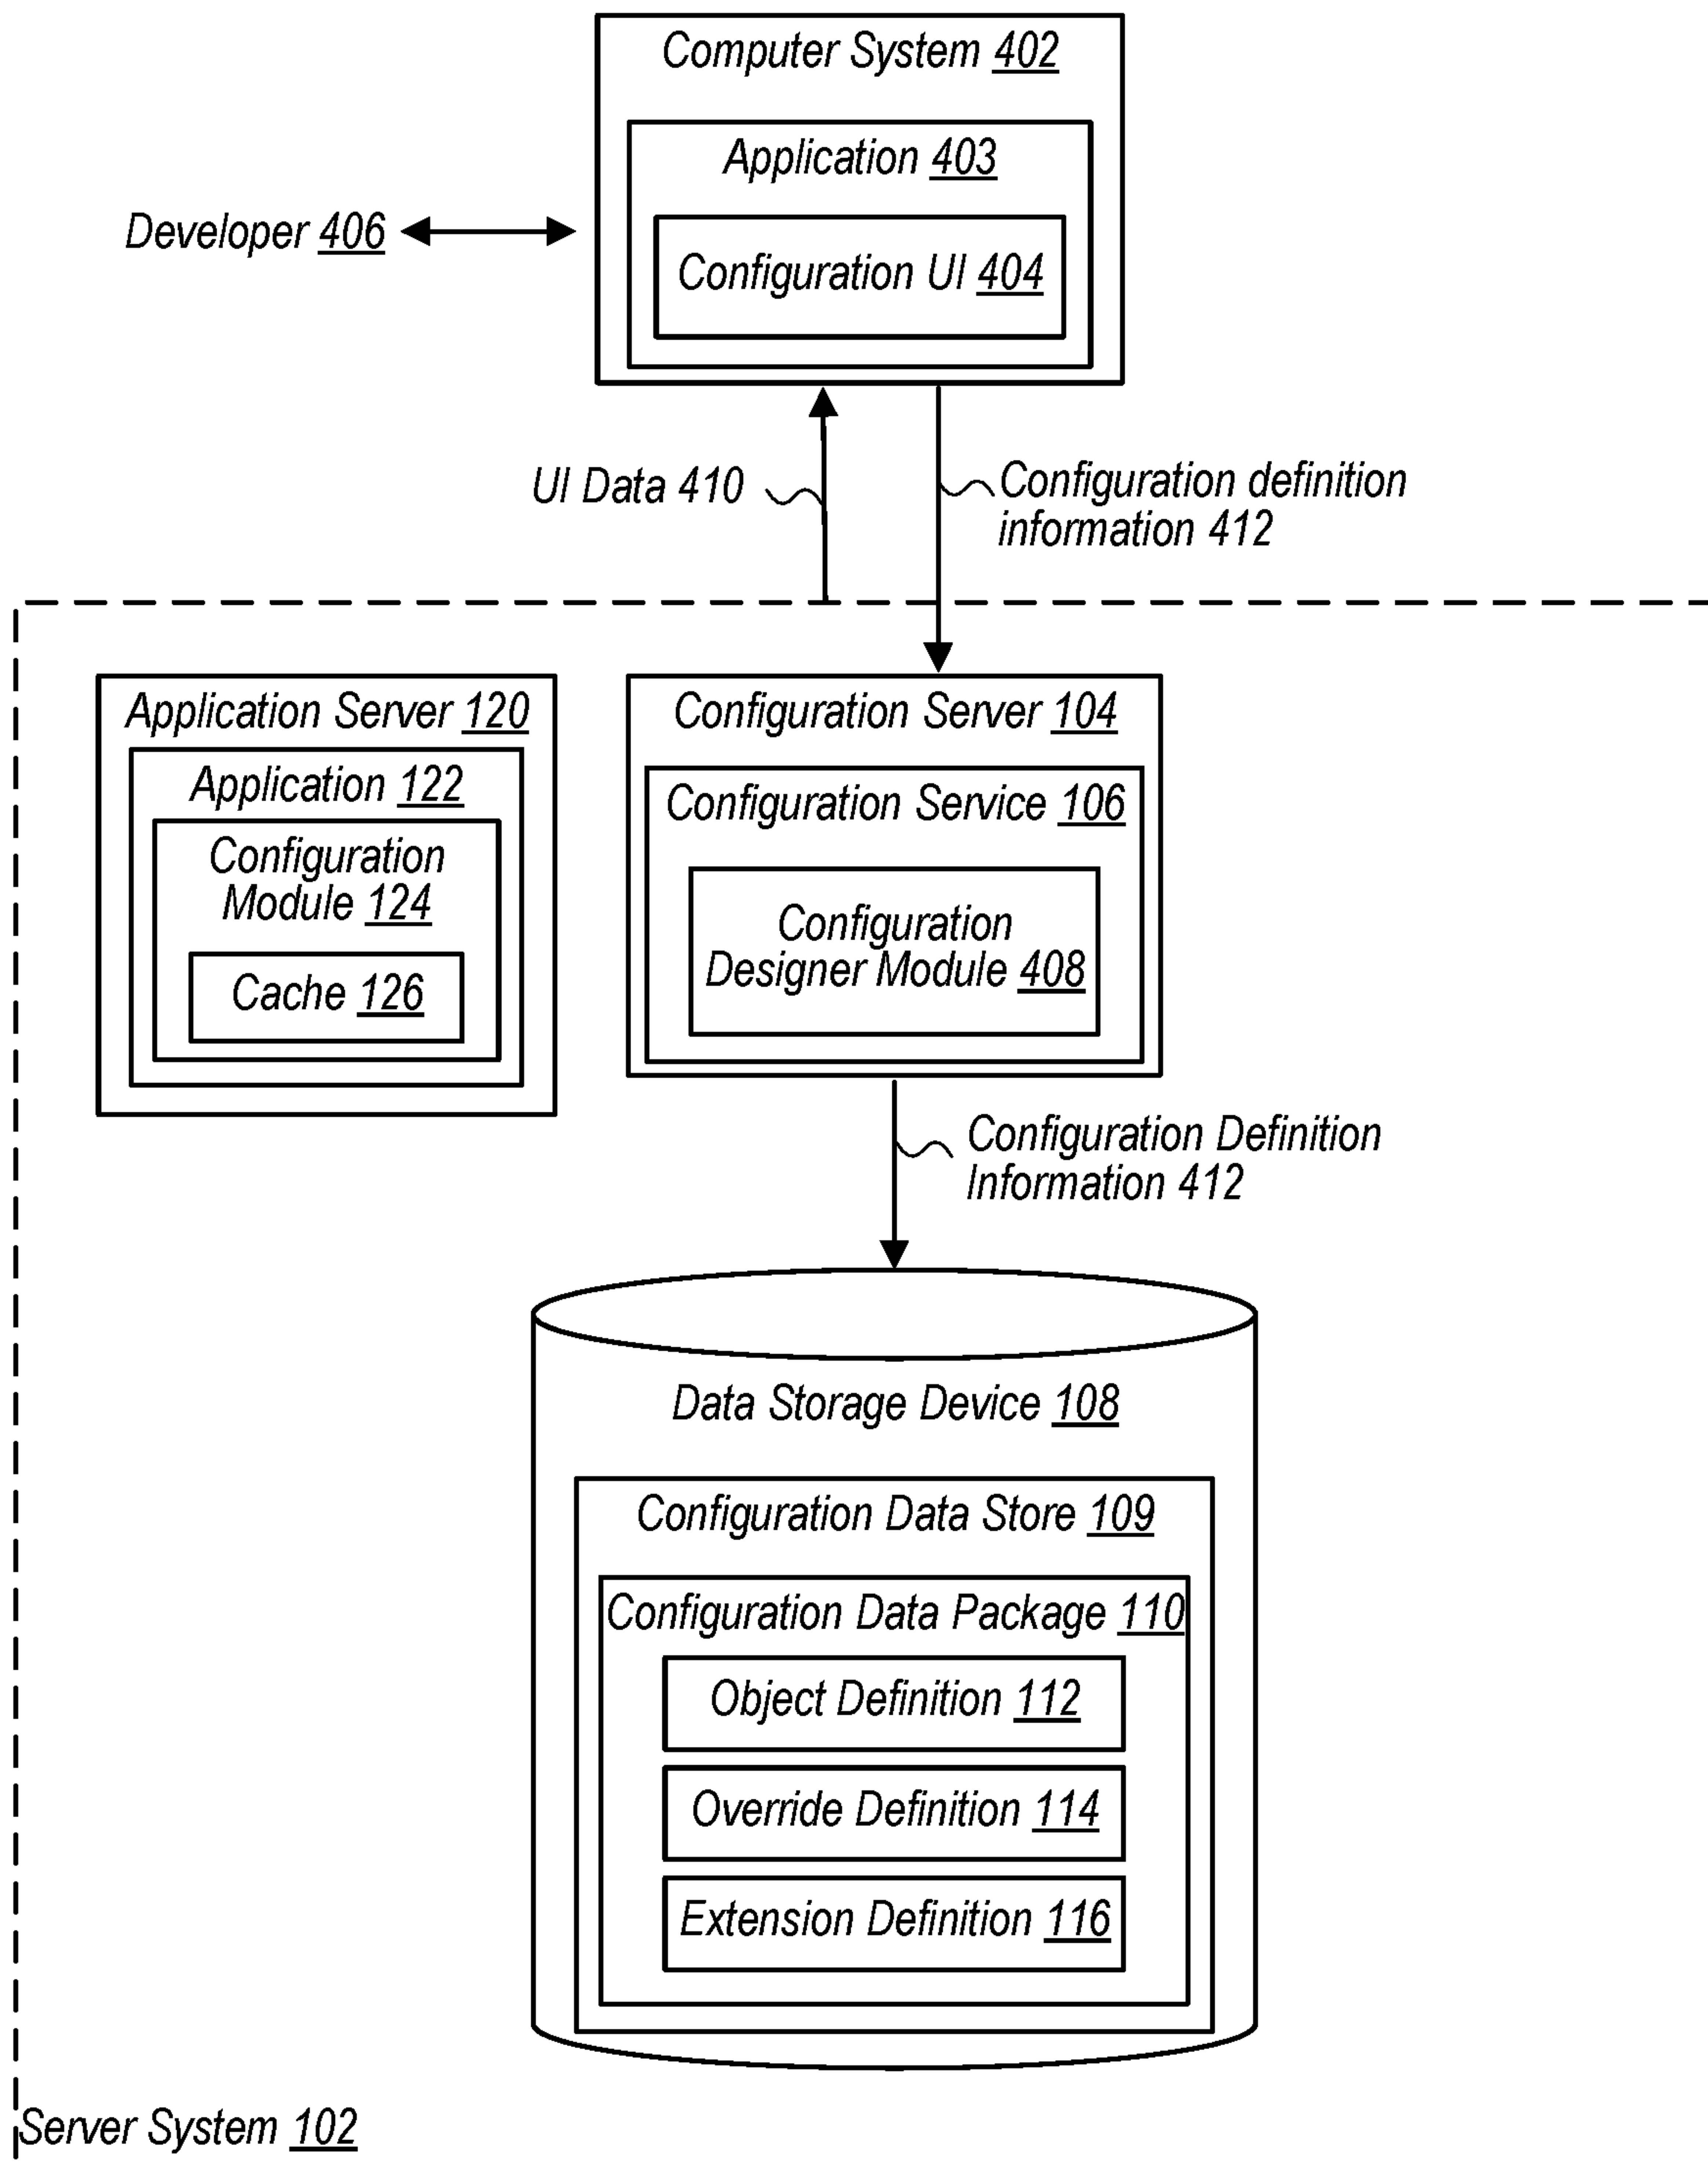 Computer System 402
Application 403
Configuration UI 404
Developer 406
UI Data 410
Configuration definition
information 412
Application Server 120
Application 122
Configuration
Module 124
Cache 126
Configuration Server 104
Configuration Service 106
Configuration
Designer Module 408
Configuration Definition
Information 412
Data Storage Device 108
Configuration Data Store 109
Configuration Data Package 110
Object Definition 112
Override Definition 114
Extension Definition 116
Server System 102